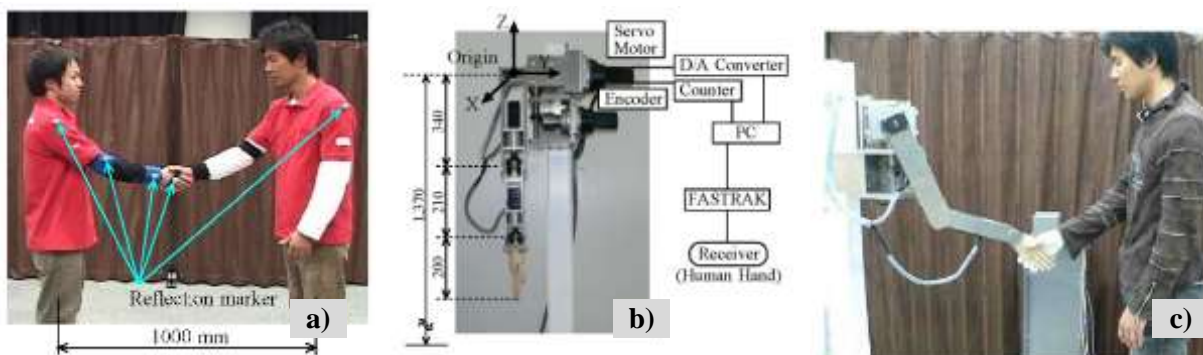 Reflection marker
1000 mm
a)
Z
Origin
Y
X
340
210
200
1370
Servo
Motor
D/A Converter
Counter
Encoder
PC
FASTRAK
Receiver
(Human Hand)
b)
c)